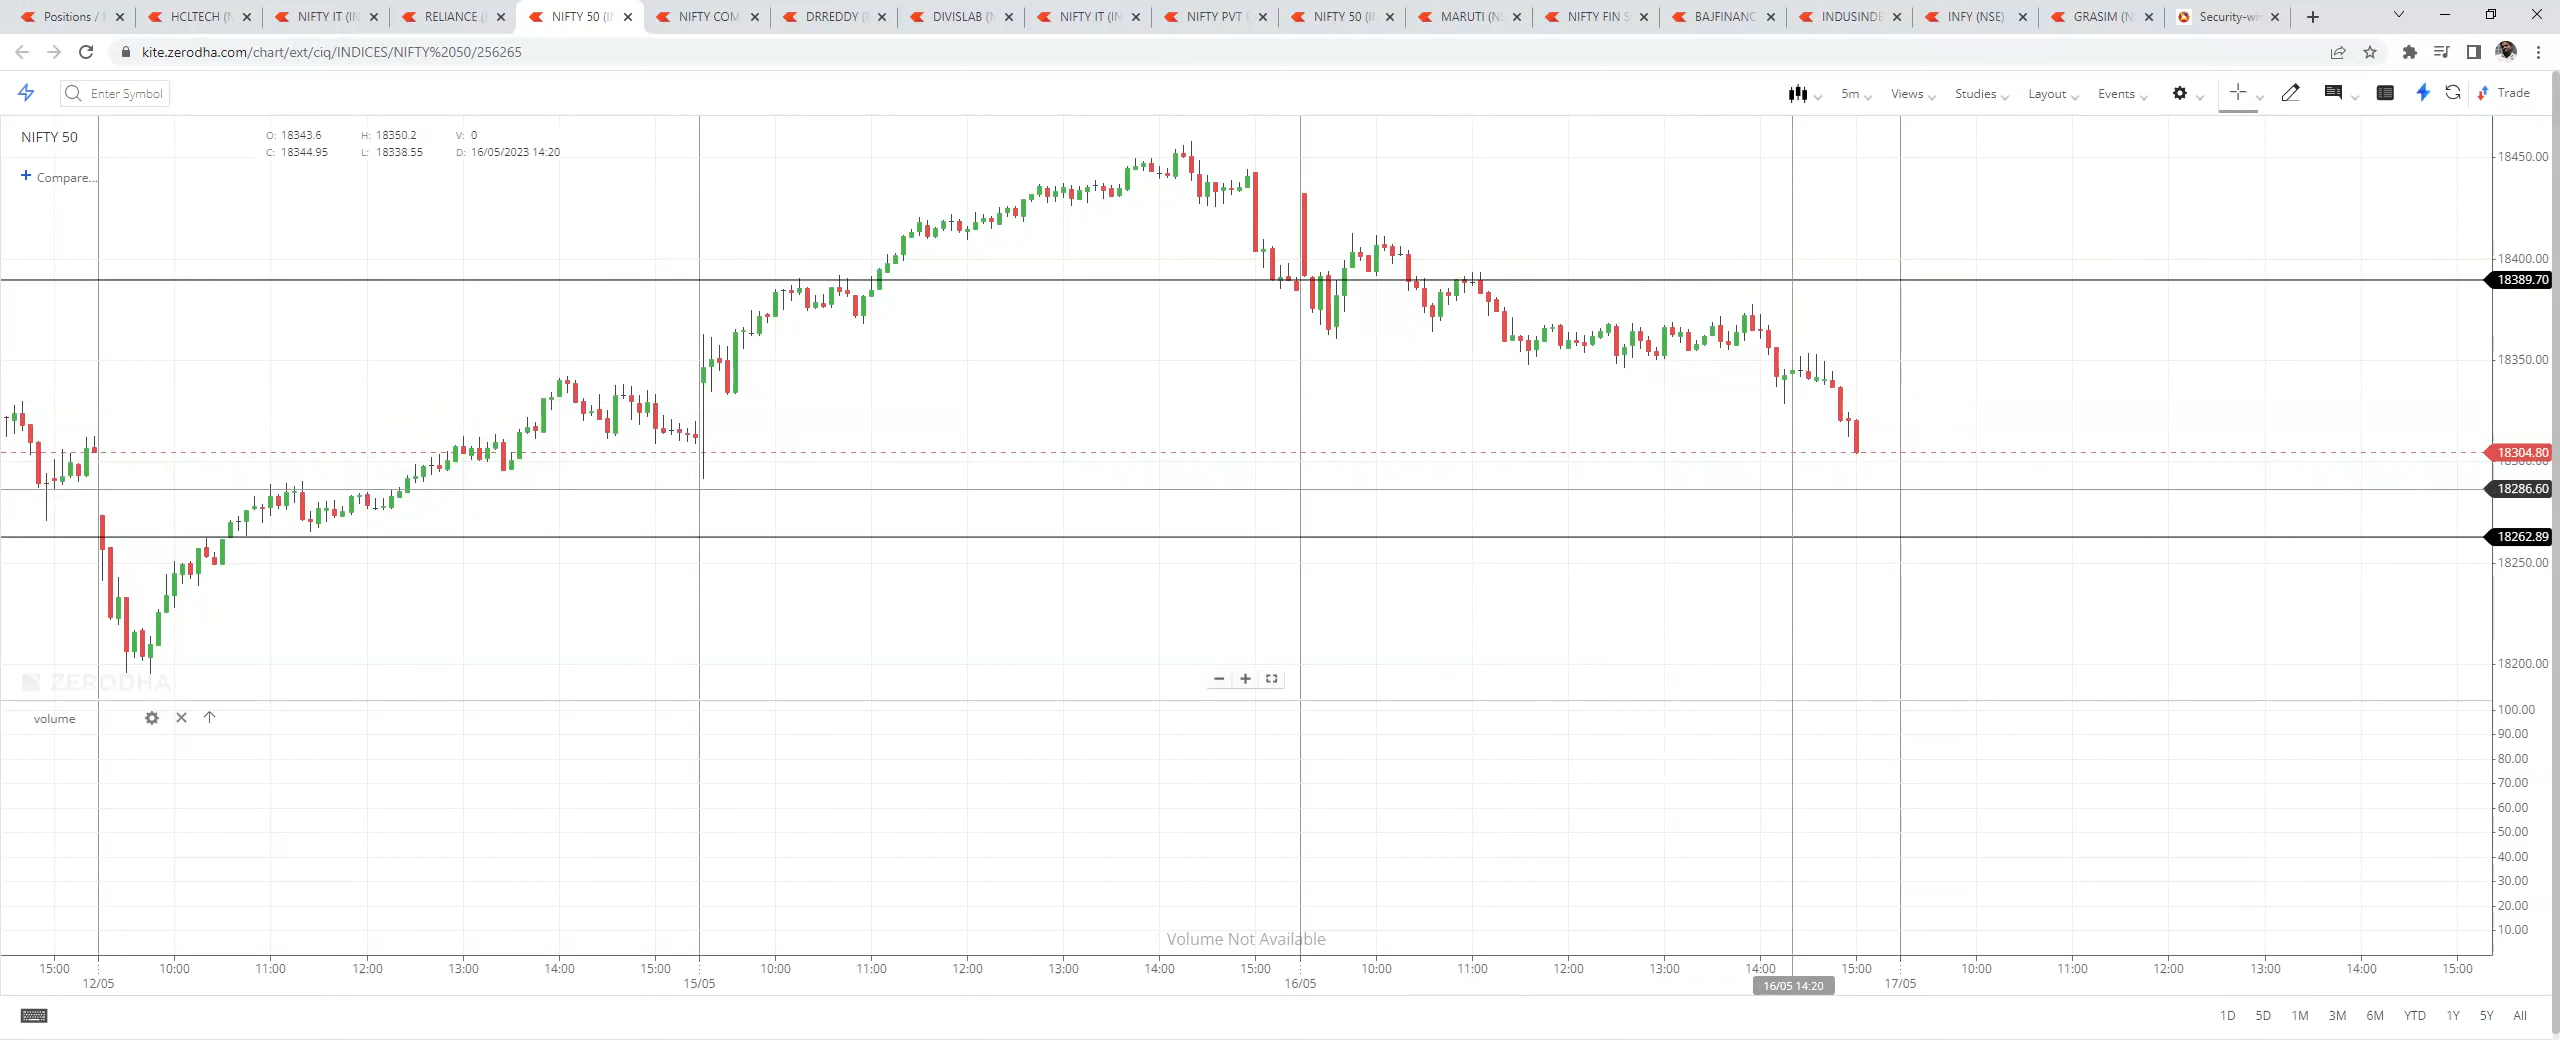 Positions /
HCLTECH (N
NIFTY IT (IN
RELIANCE (
NIFTY 50 (I
NIFTY COM
DRREDDY (
DIVISLAB (
NIFTY IT (IN
NIFTY PVT
NIFTY 50 (I
MARUTI (N
NIFTY FIN S
BAJFINANC
INDUSINDB
INFY (NSE)
GRASIM (N
Security-wi
kite.zerodha.com/chart/ext/ciq/INDICES/NIFTY%2050/256265
Enter Symbol
5m
Views
Studies
Layout
Events
Trade
NIFTY 50
O: 18343.6 H: 18350.2 V: 0
C: 18344.95 L: 18338.55 D: 16/05/2023 14:20
+ Compare...
18450.00
18400.00
18389.70
18350.00
18304.80
18286.60
18262.89
18250.00
18200.00
ZERODHA
volume
100.00
90.00
80.00
70.00
60.00
50.00
40.00
30.00
20.00
10.00
Volume Not Available
15:00 10:00 11:00 12:00 13:00 14:00 15:00 10:00 11:00 12:00 13:00 14:00 15:00 10:00 11:00 12:00 13:00 14:00 15:00 10:00 11:00 12:00 13:00 14:00 15:00
12/05 15/05 16/05 16/05 14:20 17/05
1D 5D 1M 3M 6M YTD 1Y 5Y All